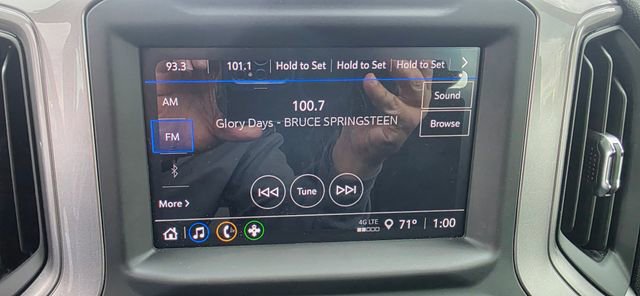 93.3 101.1 Hold to Set Hold to Set Hold to Set
AM
Sound
100.7
Glory Days - BRUCE SPRINGSTEEN
Browse
FM
Tune
More
4G LTE
71° 1:00